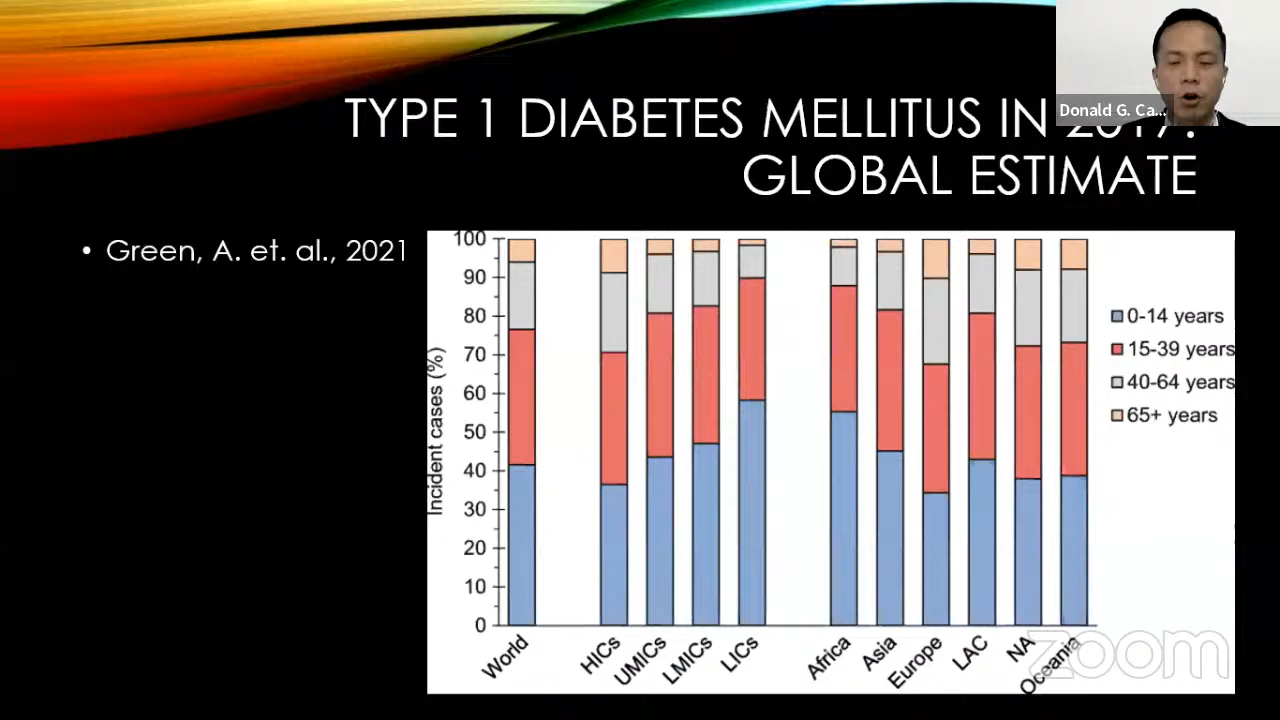 TYPE 1 DIABETES MELLITUS IN 2017:
GLOBAL ESTIMATE
Donald G. Ca...
• Green, A. et. al., 2021
Incident cases (%)
100
90
80
70
60
50
40
30
20
10
0
World
HICs
UMICs
LMICs
LICs
Africa
Asia
Europe
LAC
NA
Oceania
0-14 years
15-39 years
40-64 years
65+ years
zoom